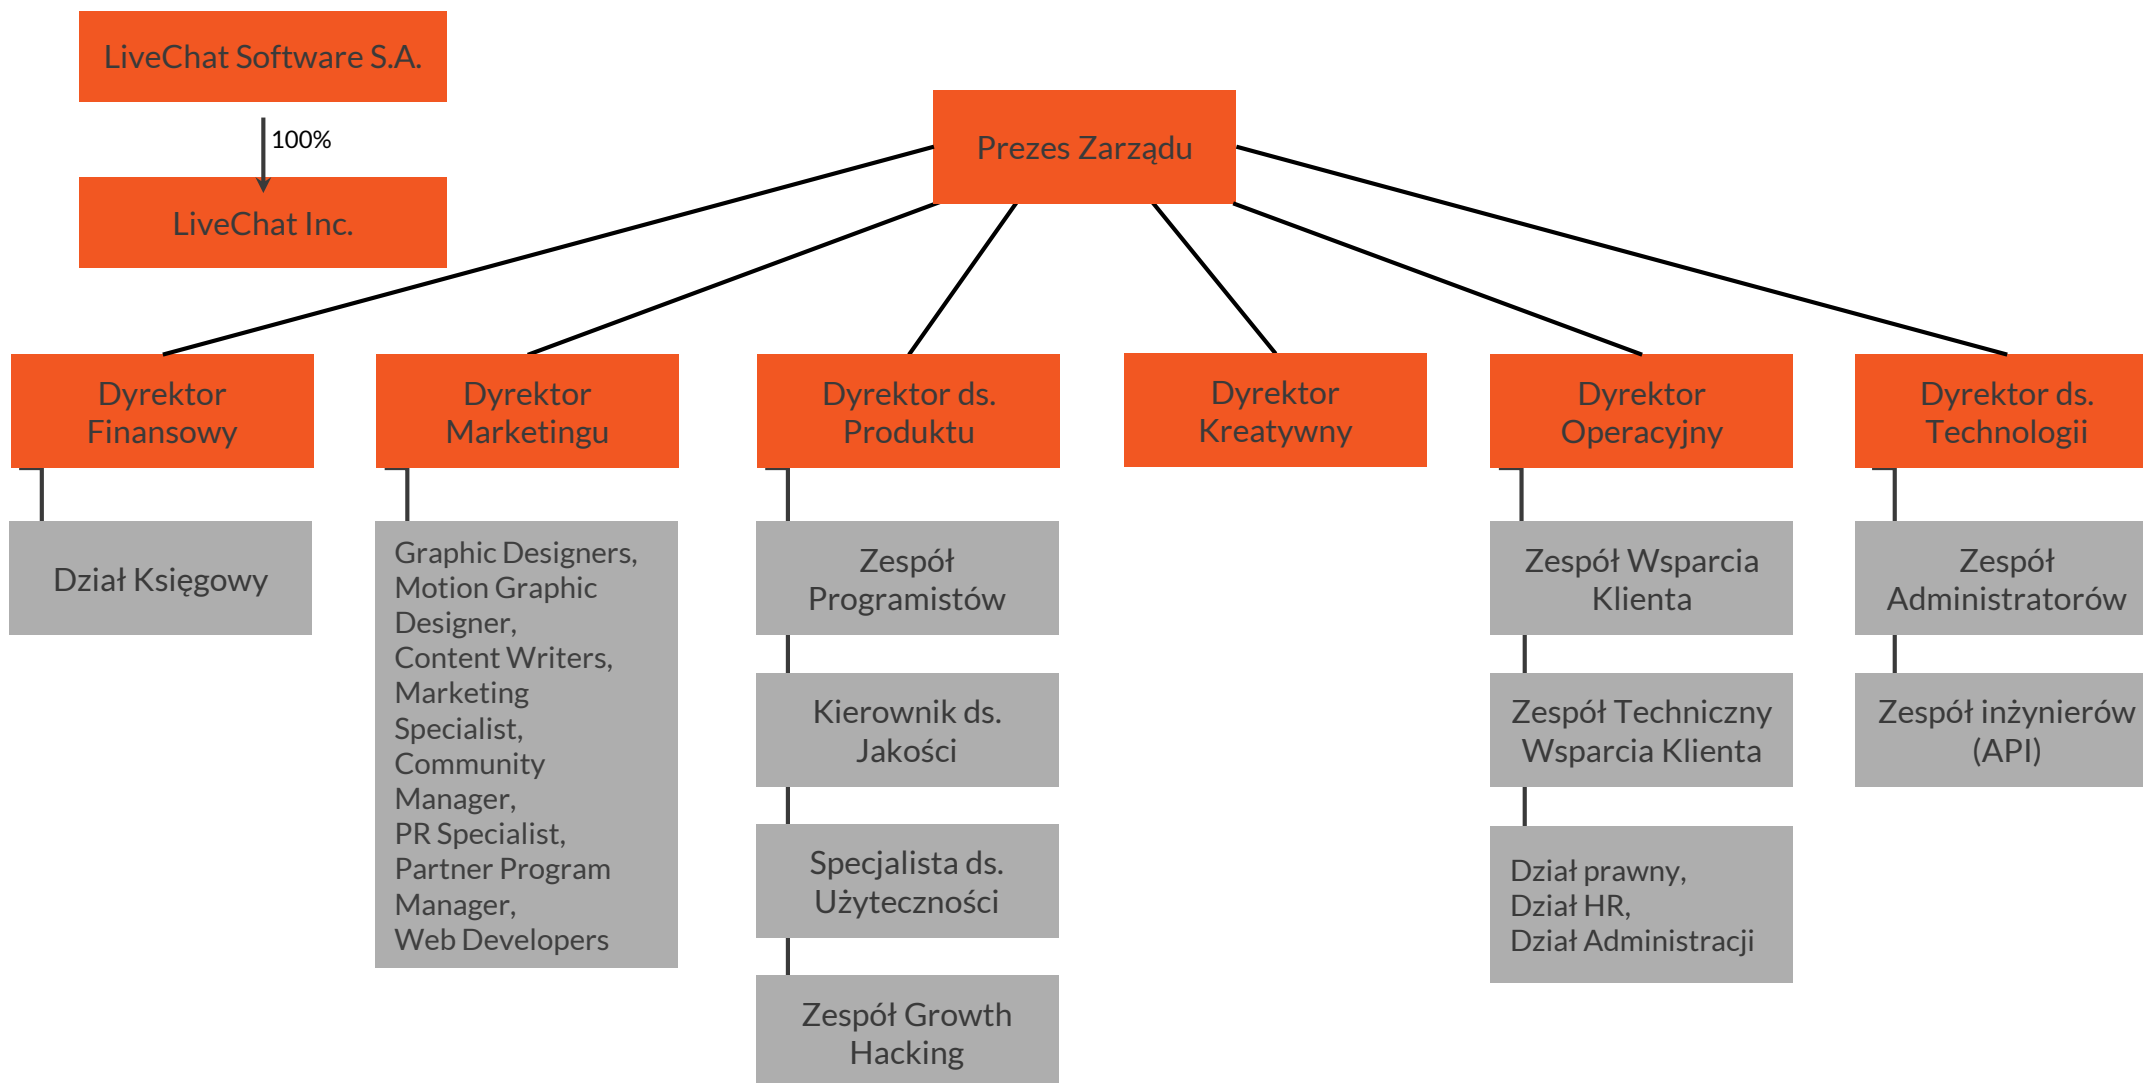 LiveChat Software S.A.
100%
LiveChat Inc.
Prezes Zarządu
Dyrektor
Finansowy
Dyrektor
Marketingu
Dyrektor ds.
Produktu
Dyrektor
Kreatywny
Dyrektor
Operacyjny
Dyrektor ds.
Technologii
Dział Księgowy
Graphic Designers,
Motion Graphic
Designer,
Content Writers,
Marketing
Specialist,
Community
Manager,
PR Specialist,
Partner Program
Manager,
Web Developers
Zespół
Programistów
Kierownik ds.
Jakości
Specjalista ds.
Użyteczności
Zespół Growth
Hacking
Zespół Wsparcia
Klienta
Zespół Techniczny
Wsparcia Klienta
Dział prawny,
Dział HR,
Dział Administracji
Zespół
Administratorów
Zespół inżynierów
(API)